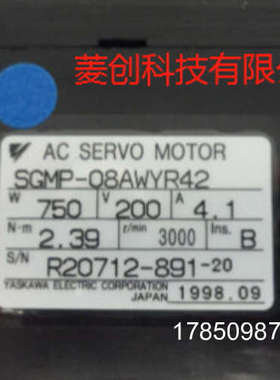 菱创科技有限公
AC SERVO MOTOR
SGMP-08AWYR42
W 750 V 200 A 4.1
N·m 2.39 r/min 3000 Ins. B
S/N R20712-891-20
YASKAWA ELECTRIC CORPORATION
JAPAN 1998.09
17850987